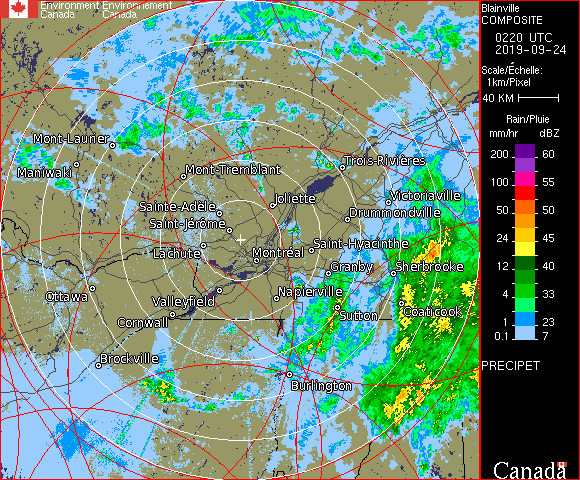 Environment Environnement
Canada Canada
Blainville
COMPOSITE
0220 UTC
2019-09-24
Scale/Échelle:
1km/Pixel
40 KM
Rain/Pluie
mm/hr dBZ
200 60
100 55
50 50
24 45
12 40
4 33
1 23
0.1 7
PRECIPET
Canada
Mont-Laurier
Maniwaki
Mont-Tremblant
Trois-Rivières
Sainte-Adèle
Joliette
Victoriaville
Drummondville
Saint-Jérôme
Lachute
Montréal
Saint-Hyacinthe
Granby
Sherbrooke
Ottawa
Valleyfield
Napierville
Cornwall
Sutton
Coaticook
Brockville
Burlington